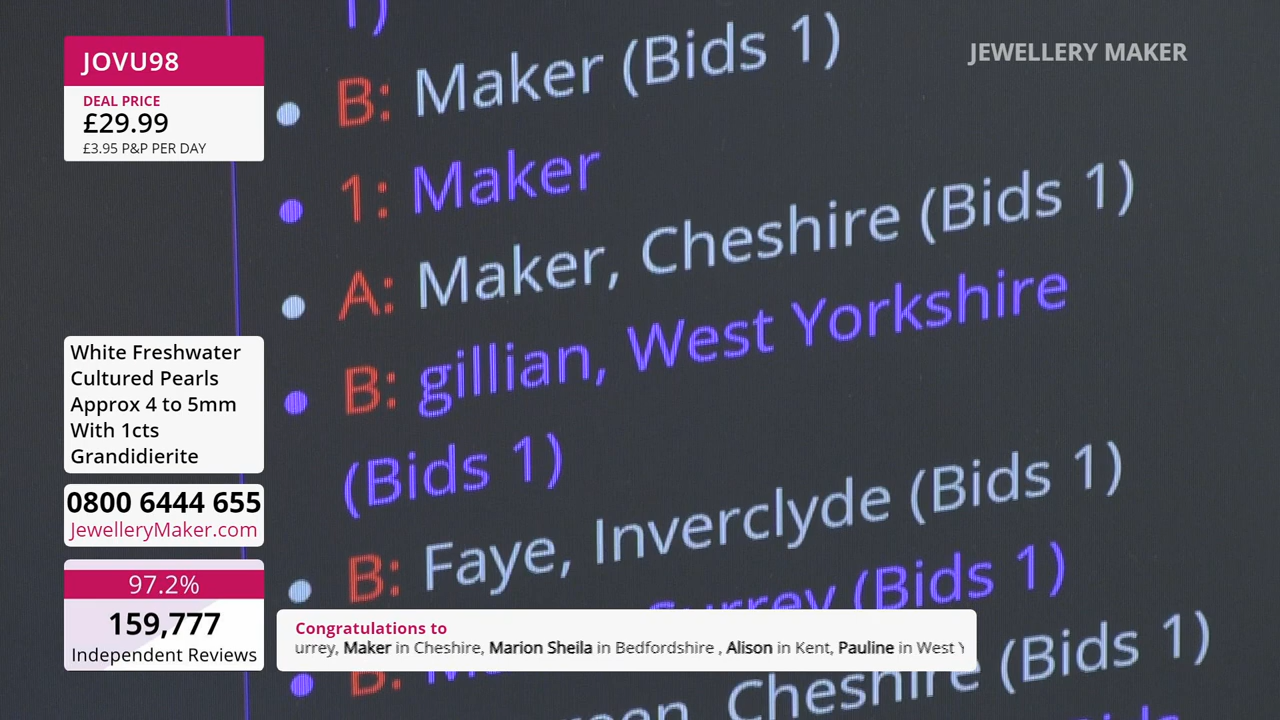 JOVU98
DEAL PRICE
£29.99
£3.95 P&P PER DAY
JEWELLERY MAKER
1)
B: Maker (Bids 1)
1: Maker
A: Maker, Cheshire (Bids 1)
B: gillian, West Yorkshire
(Bids 1)
B: Faye, Inverclyde (Bids 1)
Surrey (Bids 1)
B:
Cheshire (Bids 1)
White Freshwater
Cultured Pearls
Approx 4 to 5mm
With 1cts
Grandidierite
0800 6444 655
JewelleryMaker.com
97.2%
159,777
Independent Reviews
Congratulations to
urrey, Maker in Cheshire, Marion Sheila in Bedfordshire , Alison in Kent, Pauline in West